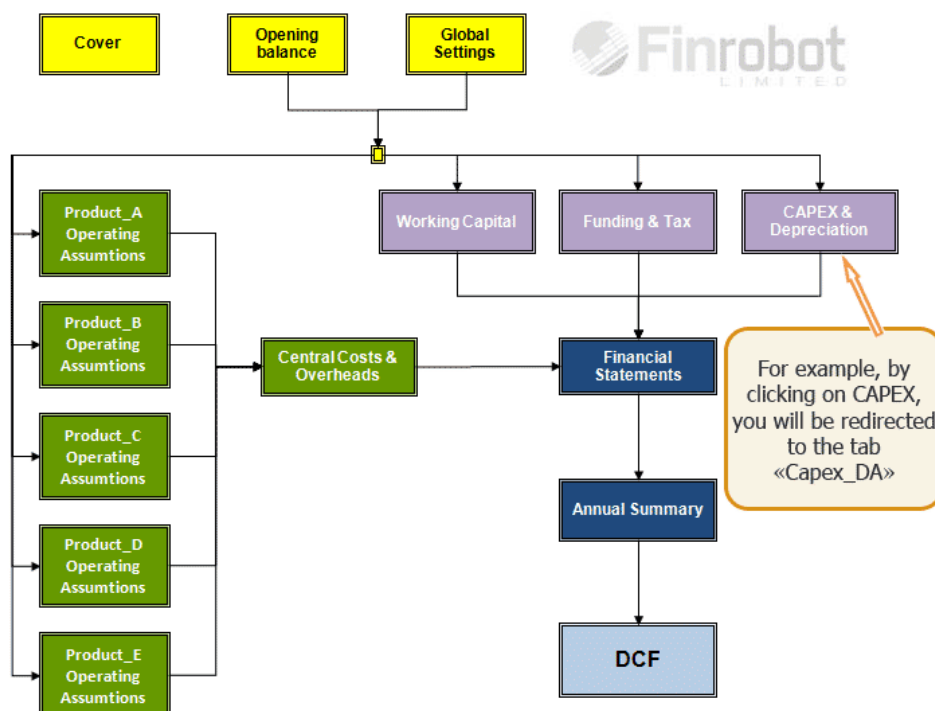 Cover
Opening
balance
Global
Settings
Finrobot
LIMITED
Product_A
Operating
Assumtions
Working Capital
Funding & Tax
CAPEX &
Depreciation
Product_B
Operating
Assumtions
Central Costs &
Overheads
Financial
Statements
For example, by
clicking on CAPEX,
you will be redirected
to the tab
«Capex_DA»
Product_C
Operating
Assumtions
Annual Summary
Product_D
Operating
Assumtions
Product_E
Operating
Assumtions
DCF